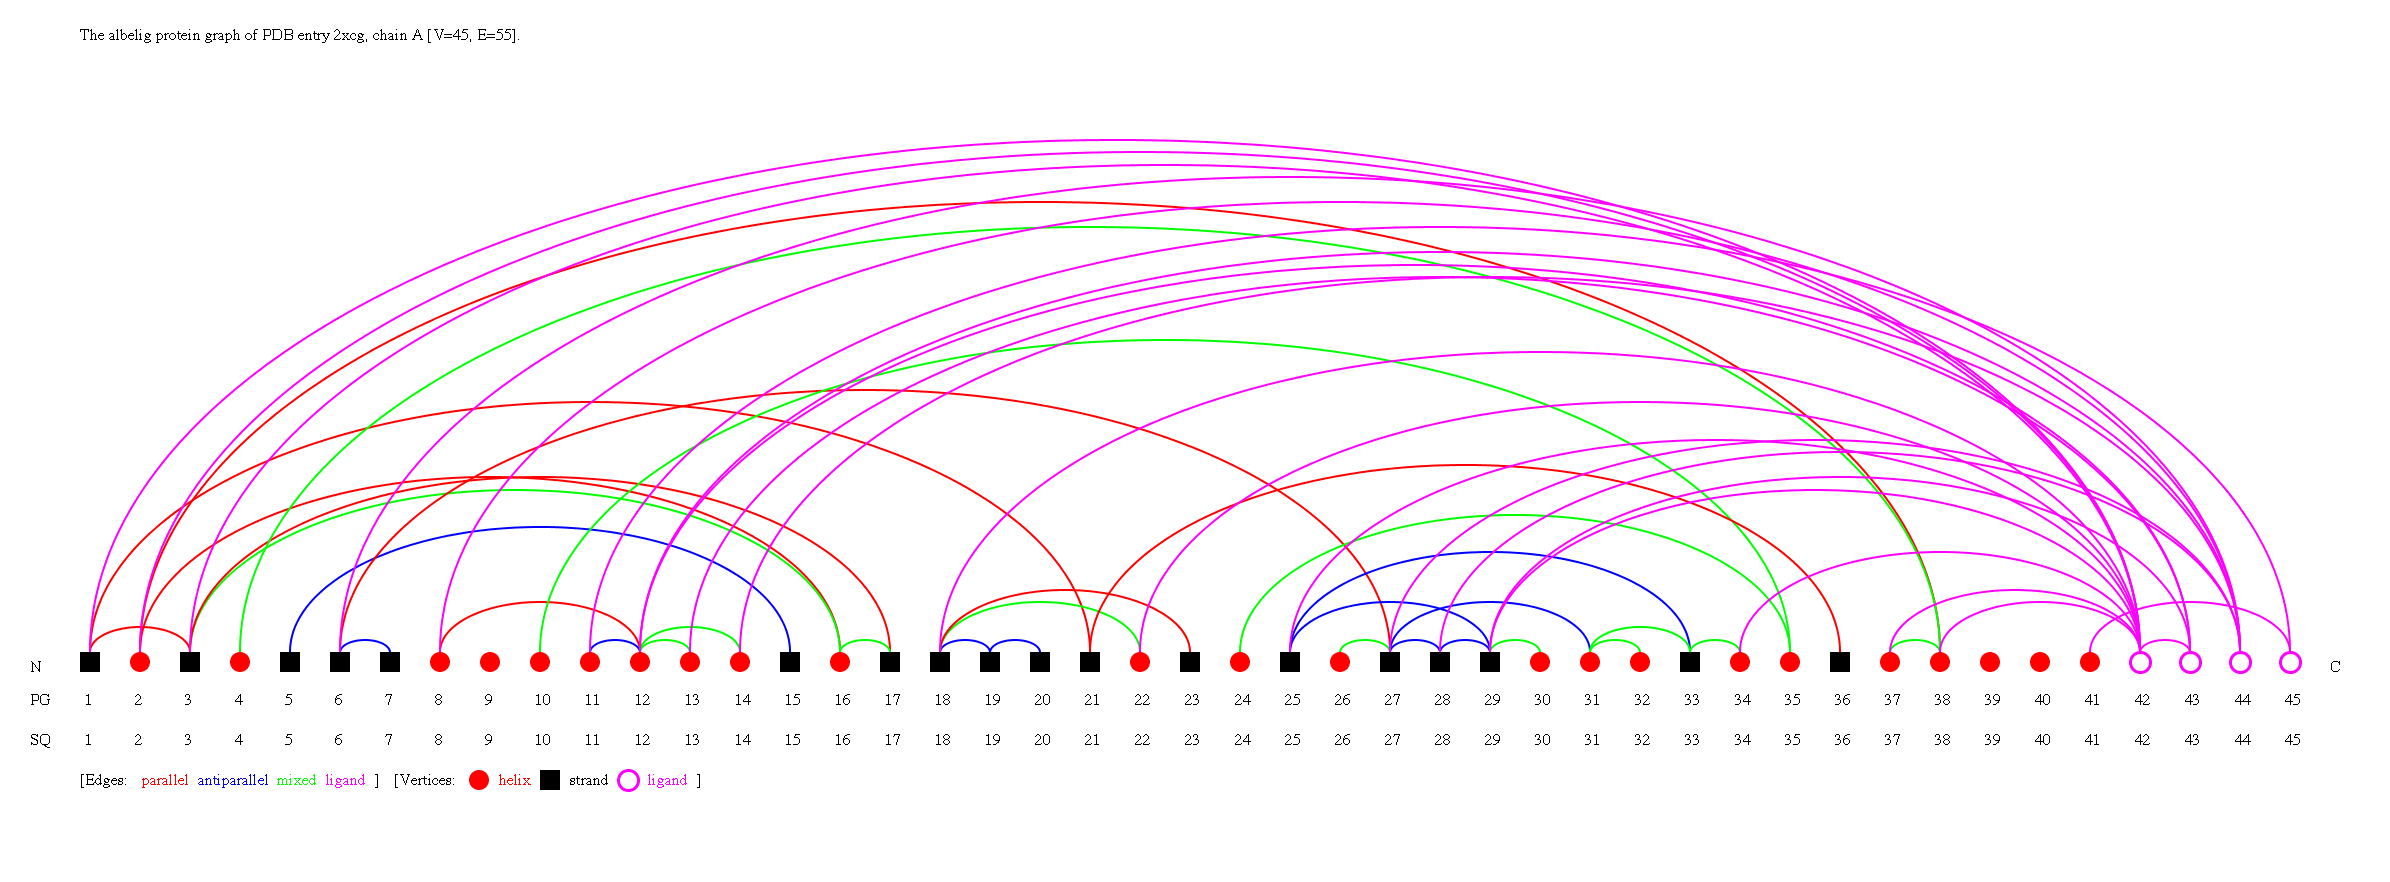 The albelig protein graph of PDB entry 2xcg, chain A [V=45, E=55].
N C
PG 1 2 3 4 5 6 7 8 9 10 11 12 13 14 15 16 17 18 19 20 21 22 23 24 25 26 27 28 29 30 31 32 33 34 35 36 37 38 39 40 41 42 43 44 45
SQ 1 2 3 4 5 6 7 8 9 10 11 12 13 14 15 16 17 18 19 20 21 22 23 24 25 26 27 28 29 30 31 32 33 34 35 36 37 38 39 40 41 42 43 44 45
[Edges: parallel antiparallel mixed ligand ] [Vertices: helix strand ligand ]